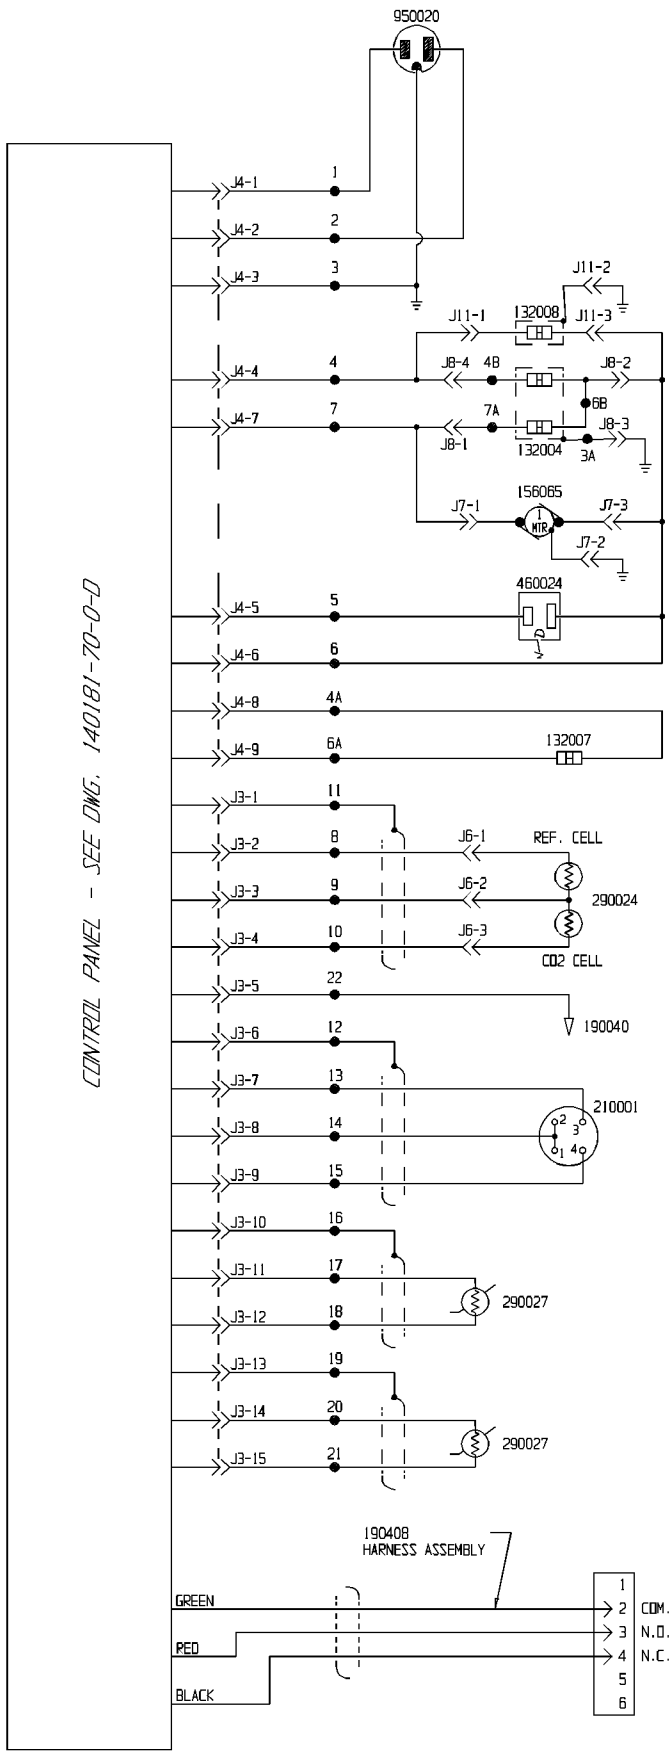 950020
J4-1 1
J4-2 2
J4-3 3
J11-2
J11-1 132008 J11-3
J4-4 4 J8-4 4B J8-2
6B
J4-7 7 7A J8-3
J8-1 132004 3A
156065
J7-1 1 J7-3
MTR
J7-2
460024
J4-5 5
D
J4-6 6
J4-8 4A
J4-9 6A 132007
J3-1 11
J3-2 8 J6-1 REF. CELL
J3-3 9 J6-2 290024
J3-4 10 J6-3
CO2 CELL
J3-5 22
190040
J3-6 12
J3-7 13 210001
2 3
J3-8 14
1 4
J3-9 15
J3-10 16
J3-11 17
290027
J3-12 18
J3-13 19
J3-14 20
290027
J3-15 21
CONTROL PANEL - SEE DWG. 140181-70-0-D
190408
HARNESS ASSEMBLY
1
GREEN 2 COM.
3 N.O.
RED 4 N.C.
5
BLACK 6